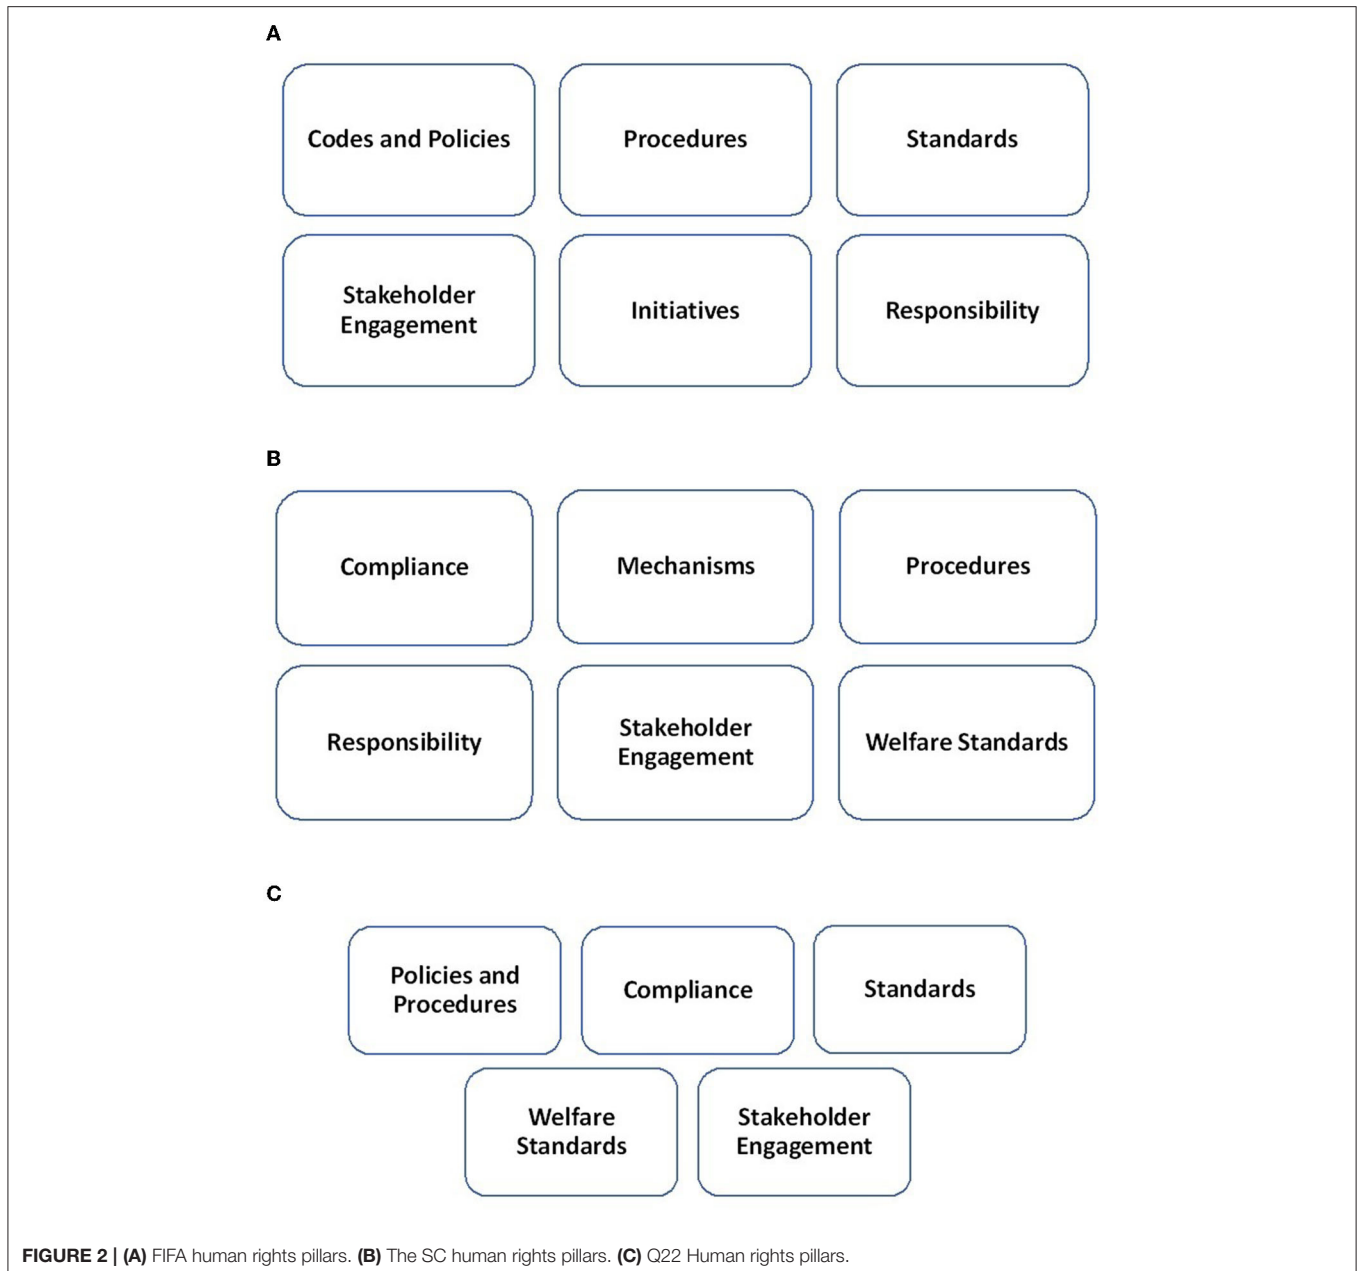 A
Codes and Policies
Procedures
Standards
Stakeholder
Engagement
Initiatives
Responsibility
B
Compliance
Mechanisms
Procedures
Responsibility
Stakeholder
Engagement
Welfare Standards
C
Policies and
Procedures
Compliance
Standards
Welfare
Standards
Stakeholder
Engagement
FIGURE 2 | (A) FIFA human rights pillars. (B) The SC human rights pillars. (C) Q22 Human rights pillars.